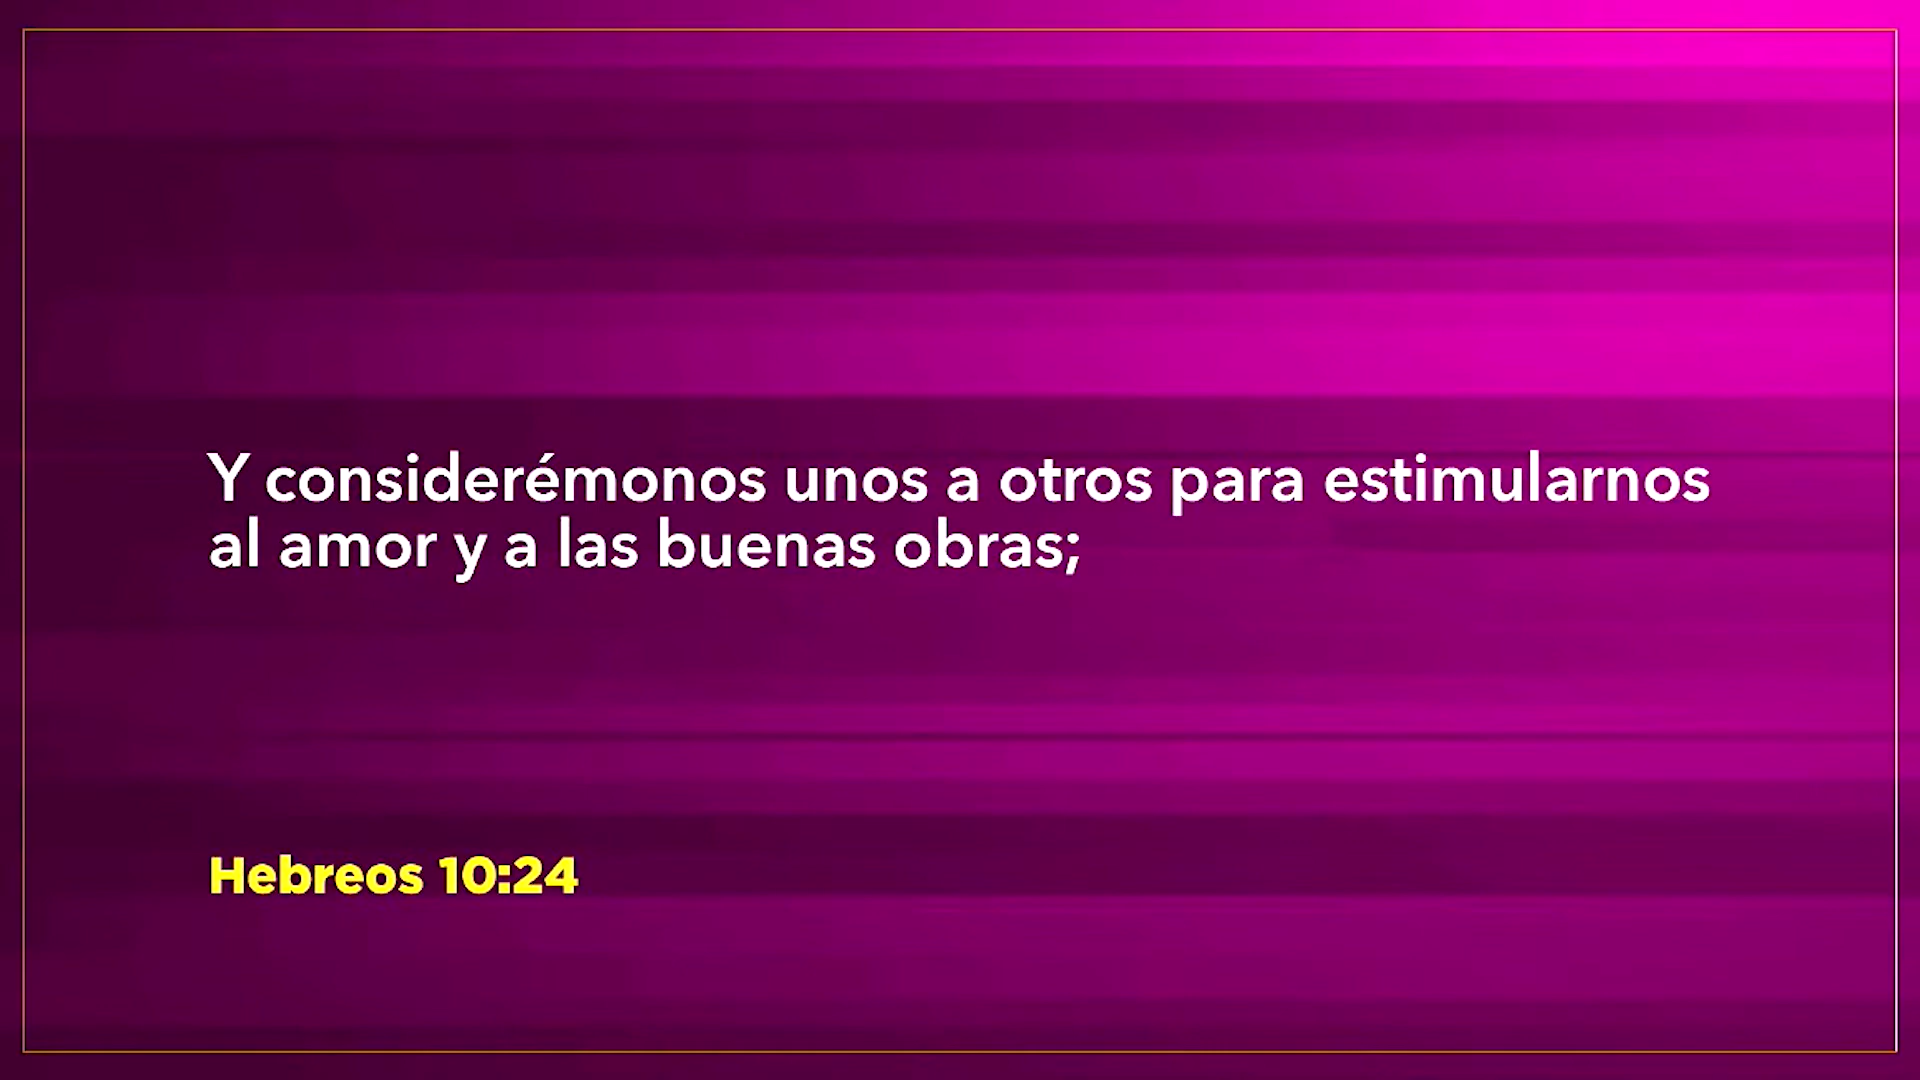 Y considerémonos unos a otros para estimularnos
al amor y a las buenas obras;
Hebreos 10:24